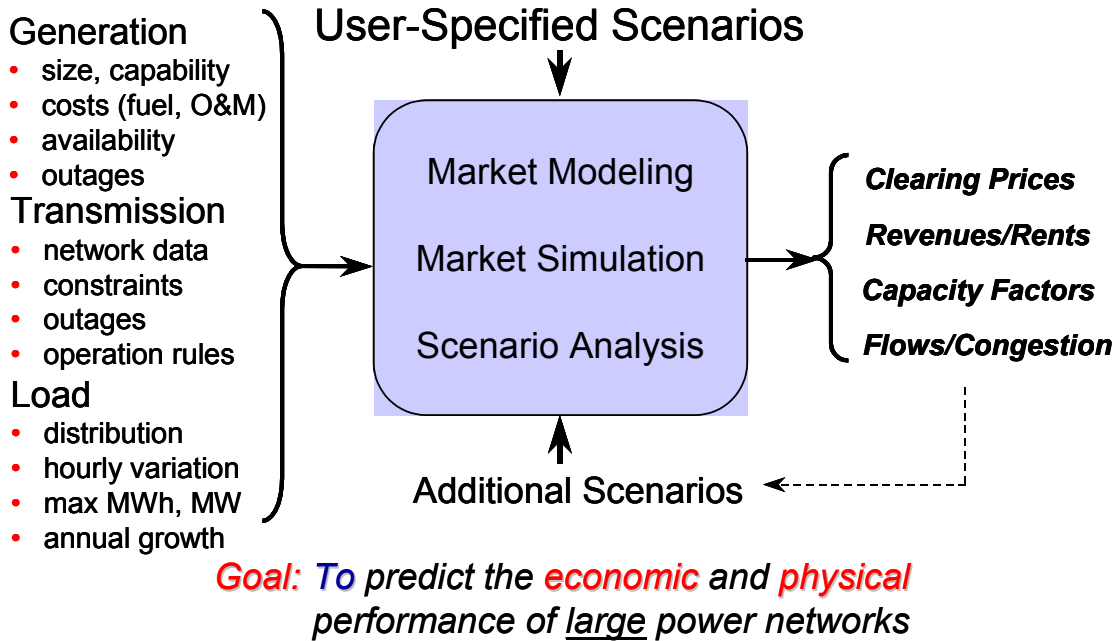 Generation
• size, capability
• costs (fuel, O&M)
• availability
• outages
Transmission
• network data
• constraints
• outages
• operation rules
Load
• distribution
• hourly variation
• max MWh, MW
• annual growth
User-Specified Scenarios
Market Modeling
Market Simulation
Scenario Analysis
Clearing Prices
Revenues/Rents
Capacity Factors
Flows/Congestion
Additional Scenarios
Goal: To predict the economic and physical
performance of large power networks